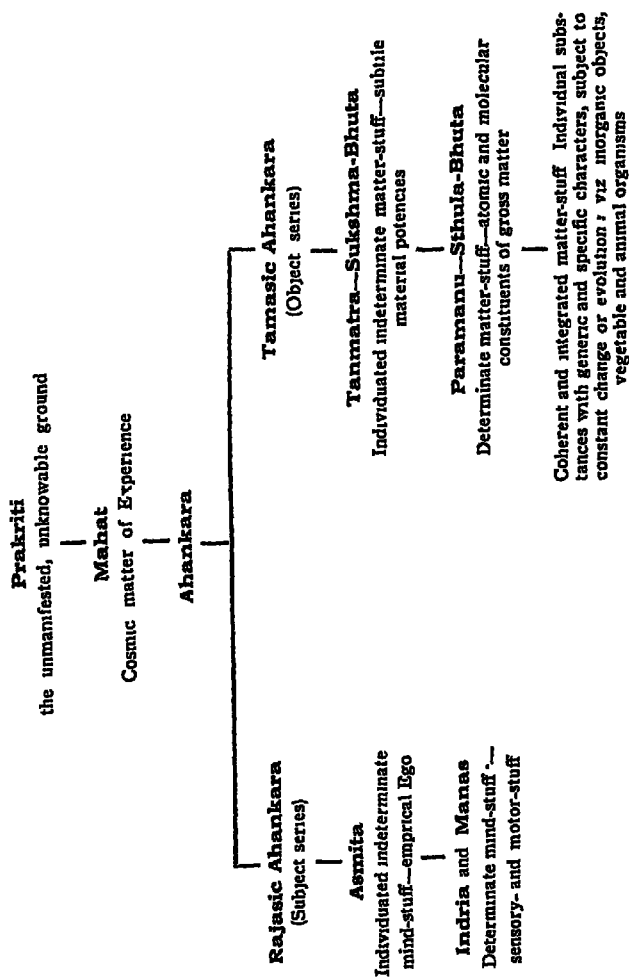 Prakriti
the unmanifested, unknowable ground
Mahat
Cosmic matter of Experience
Ahankara
Rajasic Ahankara
(Subject series)
Asmita
Individuated indeterminate
mind-stuff—emprical Ego
Indria and Manas
Determinate mind-stuff—
sensory- and motor-stuff
Tamasic Ahankara
(Object series)
Tanmatra—Sukshma-Bhuta
Individuated indeterminate matter-stuff—subtile
material potencies
Paramanu—Sthula-Bhuta
Determinate matter-stuff—atomic and molecular
constituents of gross matter
Coherent and integrated matter-stuff Individual subs-
tances with generic and specific characters, subject to
constant change or evolution : viz inorganic objects,
vegetable and animal organisms